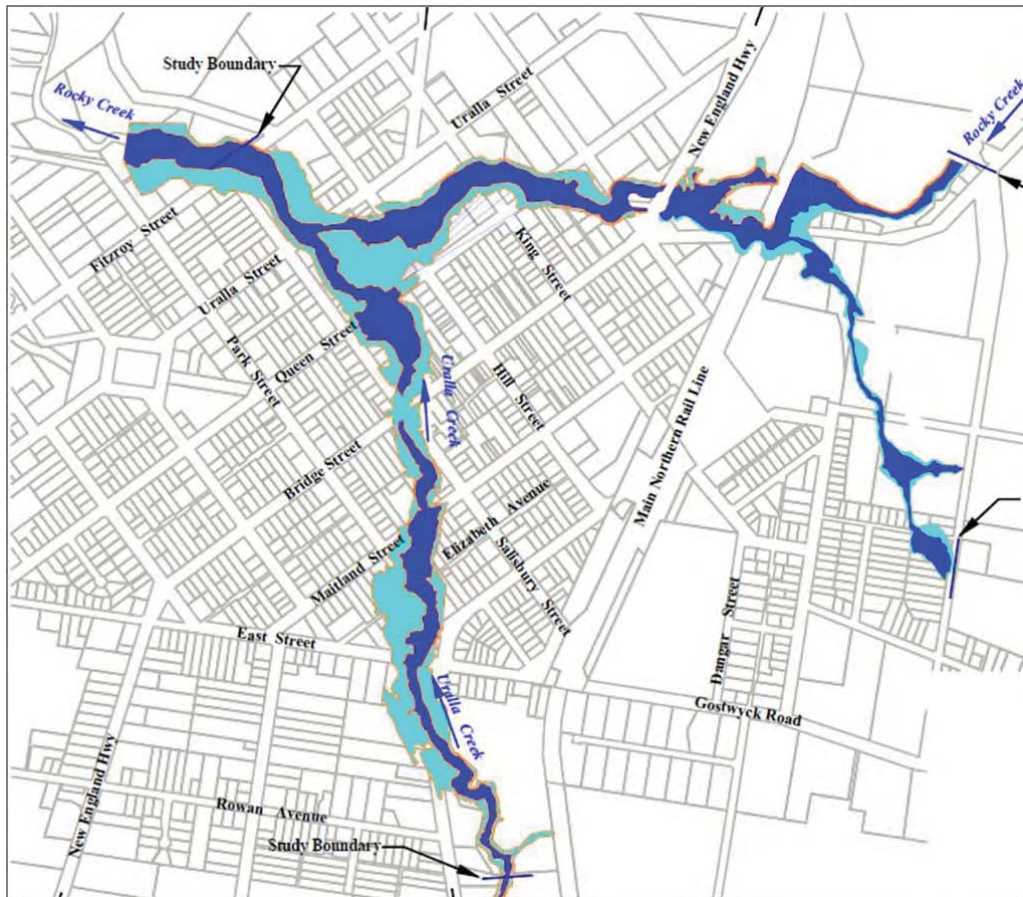 Study Boundary
Rocky Creek
Uralla Street
New England Hwy
Rocky Creek
Fitzroy Street
Uralla Street
King Street
Park Street
Queen Street
Uralla Creek
Hill Street
Bridge Street
Main Northern Rail Line
Elizabeth Avenue
Salisbury Street
Maitland Street
East Street
Dangar Street
Uralla Creek
Gostwyck Road
New England Hwy
Rowan Avenue
Study Boundary